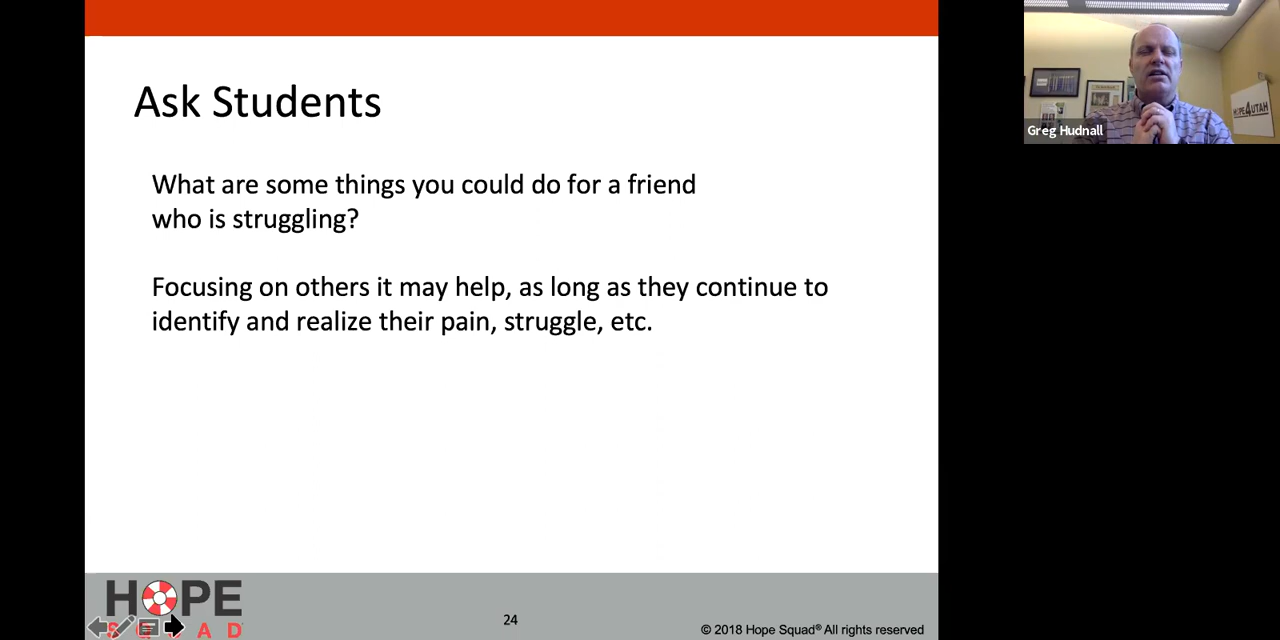 Ask Students
What are some things you could do for a friend
who is struggling?
Focusing on others it may help, as long as they continue to
identify and realize their pain, struggle, etc.
HOPE
SQUAD
24
© 2018 Hope Squad® All rights reserved
Greg Hudnall
HOPE4UTAH